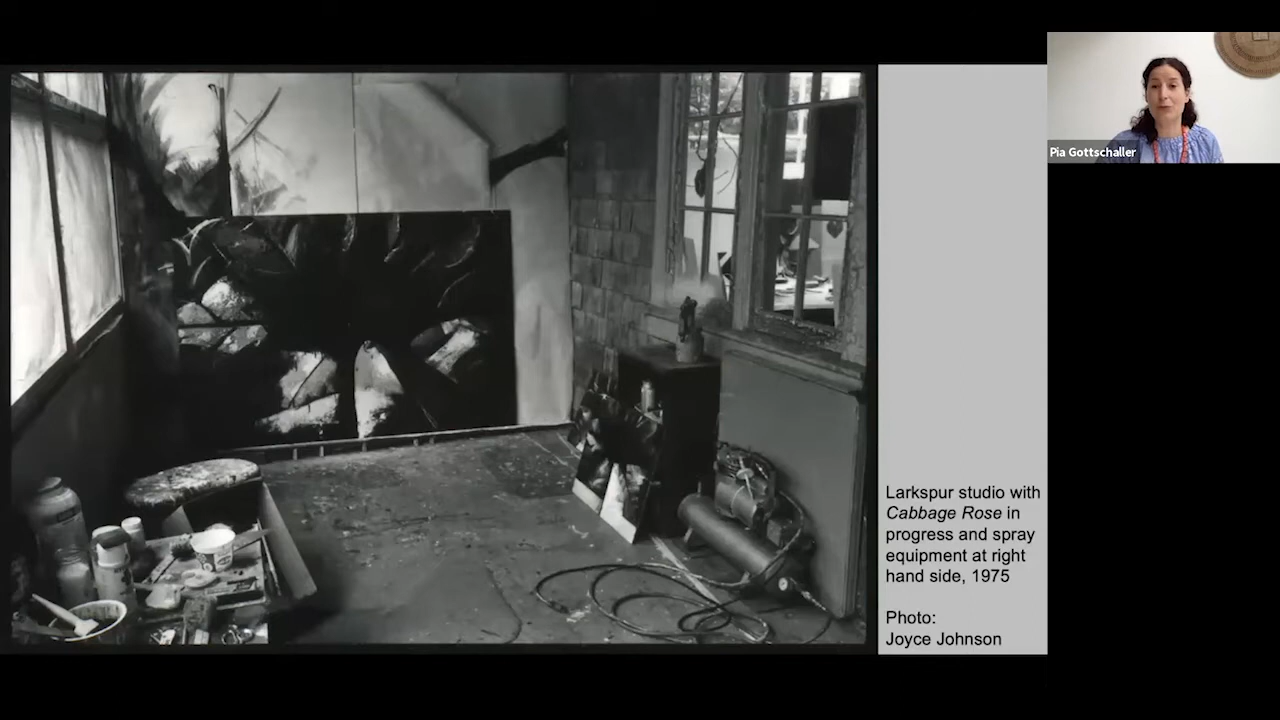 Pia Gottschaller
Larkspur studio with
Cabbage Rose in
progress and spray
equipment at right
hand side, 1975
Photo:
Joyce Johnson